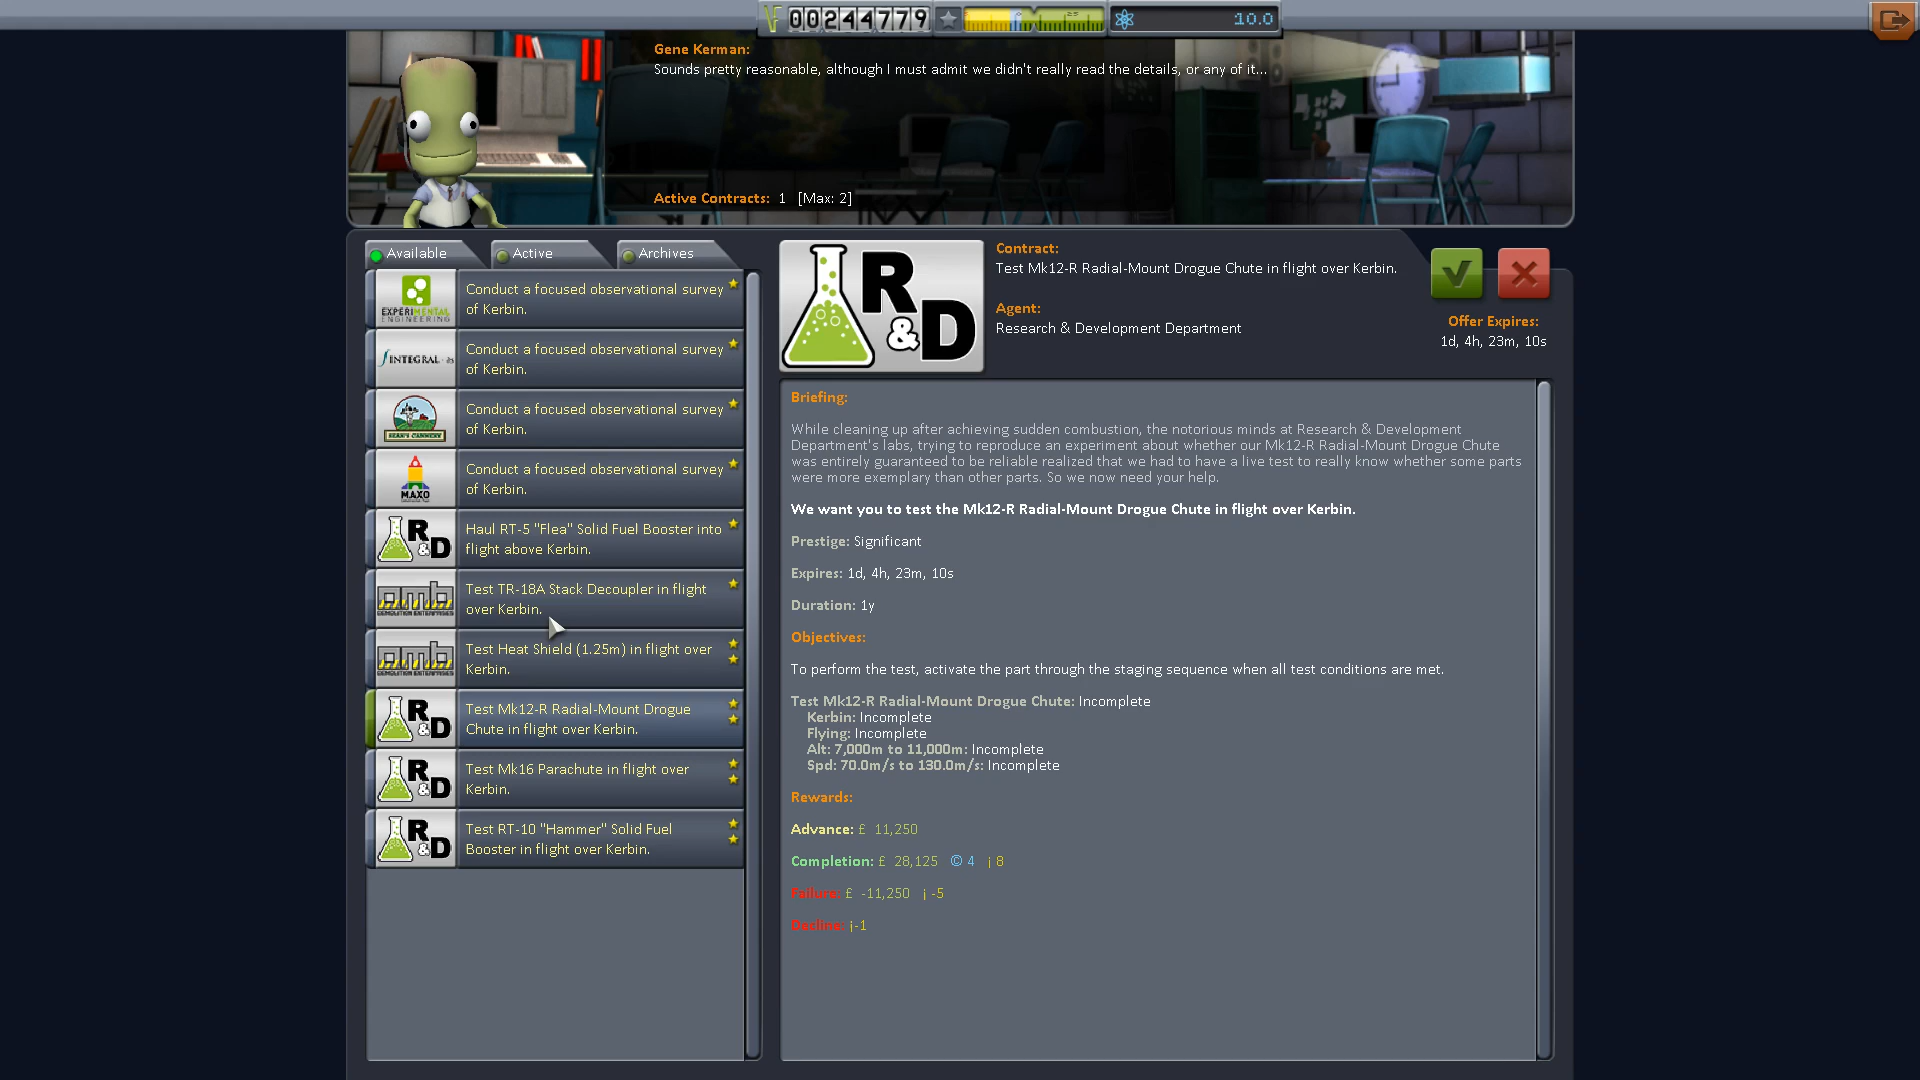 00244779
10.0
Gene Kerman:
Sounds pretty reasonable, although I must admit we didn't really read the details, or any of it...
Active Contracts: 1 [Max: 2]
Available
Active
Archives
EXPERIMENTAL
ENGINEERING
Conduct a focused observational survey
of Kerbin.
INTEGRAL
Conduct a focused observational survey
of Kerbin.
BEAN'S CANNERY
Conduct a focused observational survey
of Kerbin.
MAXO
Conduct a focused observational survey
of Kerbin.
R&D
Haul RT-5 "Flea" Solid Fuel Booster into
flight above Kerbin.
DEMOLITION ENTERPRISES
Test TR-18A Stack Decoupler in flight
over Kerbin.
DEMOLITION ENTERPRISES
Test Heat Shield (1.25m) in flight over
Kerbin.
R&D
Test Mk12-R Radial-Mount Drogue
Chute in flight over Kerbin.
R&D
Test Mk16 Parachute in flight over
Kerbin.
R&D
Test RT-10 "Hammer" Solid Fuel
Booster in flight over Kerbin.
R&D
Contract:
Test Mk12-R Radial-Mount Drogue Chute in flight over Kerbin.
Agent:
Research & Development Department
Offer Expires:
1d, 4h, 23m, 10s
Briefing:
While cleaning up after achieving sudden combustion, the notorious minds at Research & Development
Department's labs, trying to reproduce an experiment about whether our Mk12-R Radial-Mount Drogue Chute
was entirely guaranteed to be reliable realized that we had to have a live test to really know whether some parts
were more exemplary than other parts. So we now need your help.
We want you to test the Mk12-R Radial-Mount Drogue Chute in flight over Kerbin.
Prestige: Significant
Expires: 1d, 4h, 23m, 10s
Duration: 1y
Objectives:
To perform the test, activate the part through the staging sequence when all test conditions are met.
Test Mk12-R Radial-Mount Drogue Chute: Incomplete
Kerbin: Incomplete
Flying: Incomplete
Alt: 7,000m to 11,000m: Incomplete
Spd: 70.0m/s to 130.0m/s: Incomplete
Rewards:
Advance: £ 11,250
Completion: £ 28,125 © 4 ¡ 8
Failure: £ -11,250 ¡ -5
Decline: ¡-1